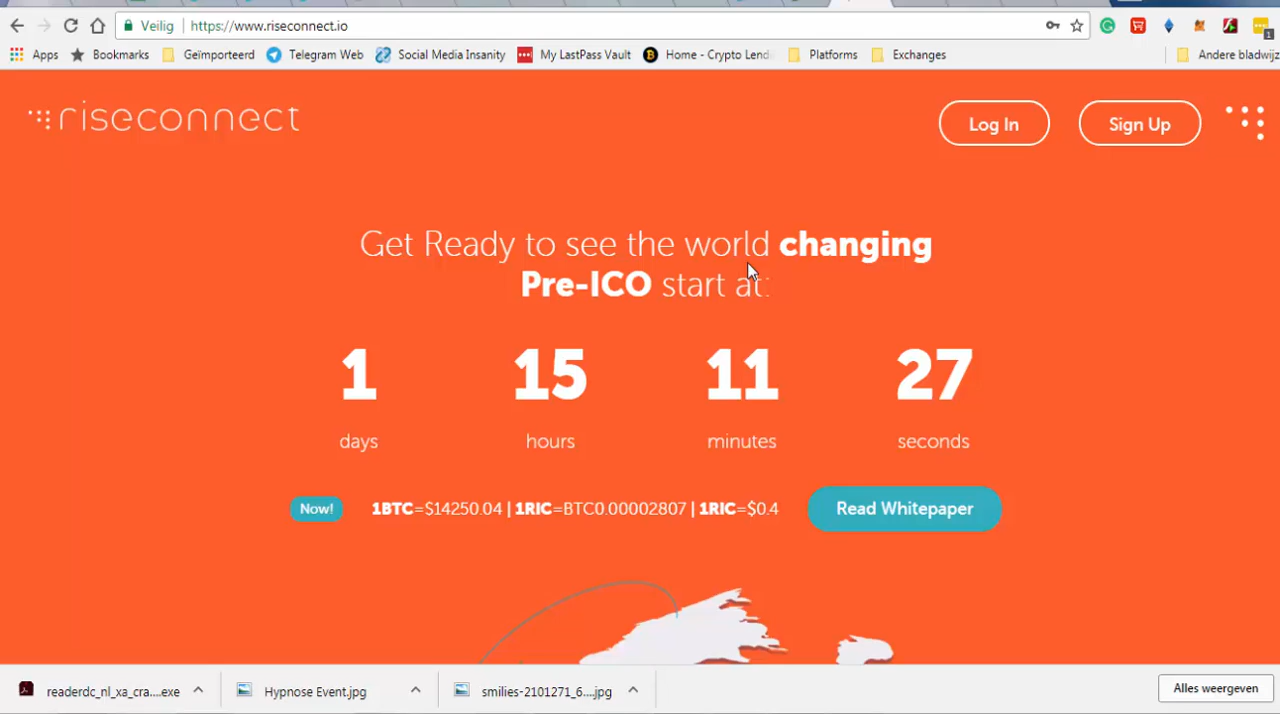 Veilig | https://www.riseconnect.io
Apps Bookmarks Geïmporteerd Telegram Web Social Media Insanity My LastPass Vault Home - Crypto Lend Platforms Exchanges Andere bladwijz
riseconnect
Log In
Sign Up
Get Ready to see the world changing
Pre-ICO start at:
1 15 11 27
days hours minutes seconds
Now! 1BTC=$14250.04 | 1RIC=BTC0.00002807 | 1RIC=$0.4 Read Whitepaper
readerdc_nl_xa_cra....exe Hypnose Event.jpg smilies-2101271_6....jpg Alles weergeven
1